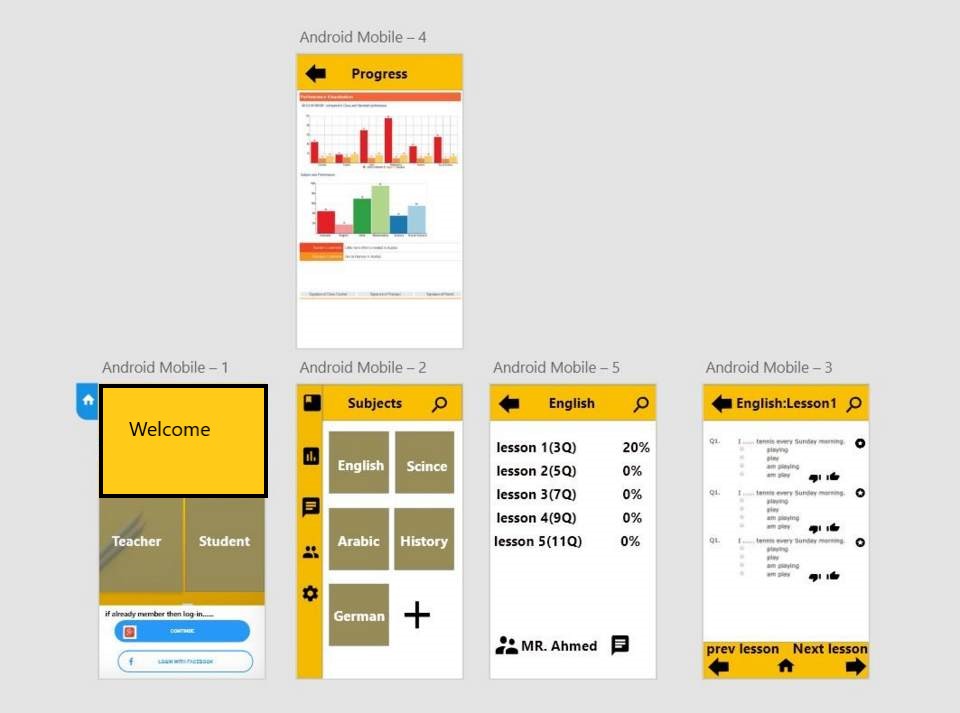 Android Mobile – 4
Progress
Performance Visualization
Subject wise Performance
Android Mobile – 1
Welcome
Teacher
Student
if already member then log-in......
CONTINUE
LOGIN WITH FACEBOOK
Android Mobile – 2
Subjects
English
Scince
Arabic
History
German
Android Mobile – 5
English
lesson 1(3Q) 20%
lesson 2(5Q) 0%
lesson 3(7Q) 0%
lesson 4(9Q) 0%
lesson 5(11Q) 0%
MR. Ahmed
Android Mobile – 3
English:Lesson1
Q1. I ...... tennis every Sunday morning.
playing
play
am playing
am play
Q1. I ...... tennis every Sunday morning.
playing
play
am playing
am play
Q1. I ...... tennis every Sunday morning.
playing
play
am playing
am play
prev lesson
Next lesson